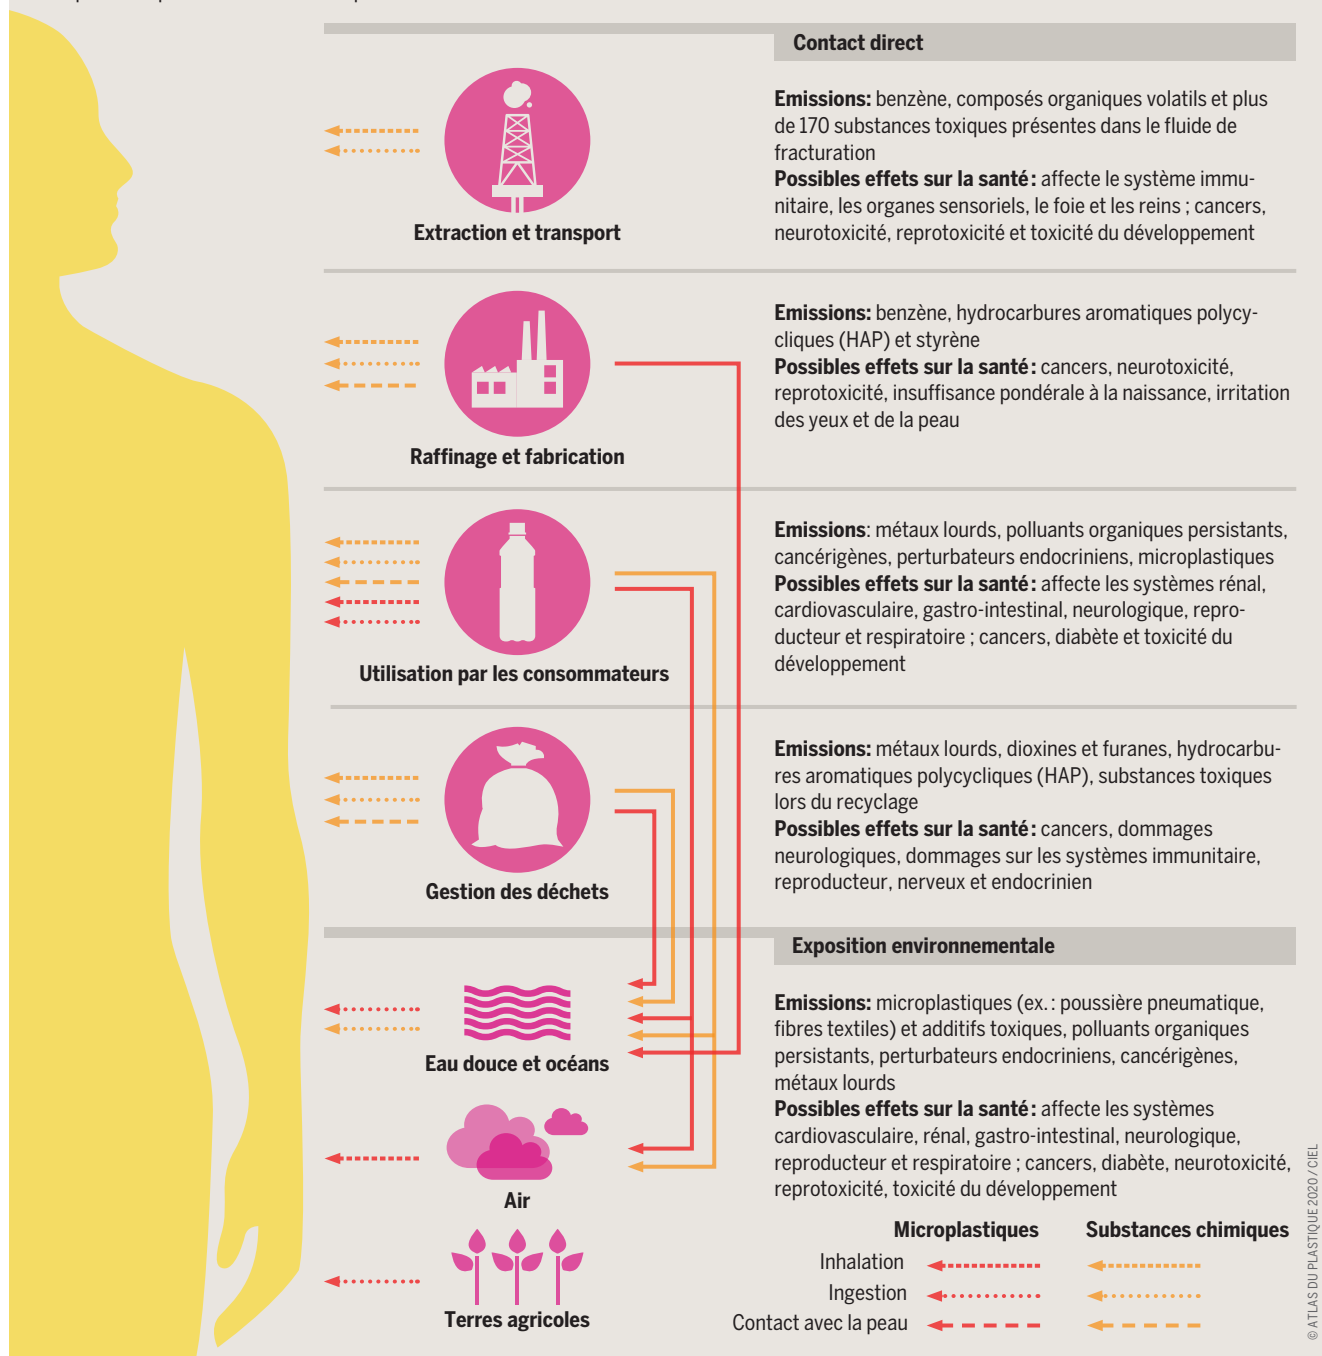 Contact direct
Emissions: benzène, composés organiques volatils et plus
de 170 substances toxiques présentes dans le fluide de
fracturation
Possibles effets sur la santé : affecte le système immu-
nitaire, les organes sensoriels, le foie et les reins ; cancers,
neurotoxicité, reprotoxicité et toxicité du développement
Extraction et transport
Emissions: benzène, hydrocarbures aromatiques polycy-
cliques (HAP) et styrène
Possibles effets sur la santé : cancers, neurotoxicité,
reprotoxicité, insuffisance pondérale à la naissance, irritation
des yeux et de la peau
Raffinage et fabrication
Emissions: métaux lourds, polluants organiques persistants,
cancérigènes, perturbateurs endocriniens, microplastiques
Possibles effets sur la santé : affecte les systèmes rénal,
cardiovasculaire, gastro-intestinal, neurologique, repro-
ducteur et respiratoire ; cancers, diabète et toxicité du
développement
Utilisation par les consommateurs
Emissions: métaux lourds, dioxines et furanes, hydrocarbu-
res aromatiques polycycliques (HAP), substances toxiques
lors du recyclage
Possibles effets sur la santé : cancers, dommages
neurologiques, dommages sur les systèmes immunitaire,
reproducteur, nerveux et endocrinien
Gestion des déchets
Exposition environnementale
Emissions: microplastiques (ex. : poussière pneumatique,
fibres textiles) et additifs toxiques, polluants organiques
persistants, perturbateurs endocriniens, cancérigènes,
métaux lourds
Possibles effets sur la santé : affecte les systèmes
cardiovasculaire, rénal, gastro-intestinal, neurologique,
reproducteur et respiratoire ; cancers, diabète, neurotoxicité,
reprotoxicité, toxicité du développement
Eau douce et océans
Air
Terres agricoles
Microplastiques Substances chimiques
Inhalation
Ingestion
Contact avec la peau
© ATLAS DU PLASTIQUE 2020 / CIEL